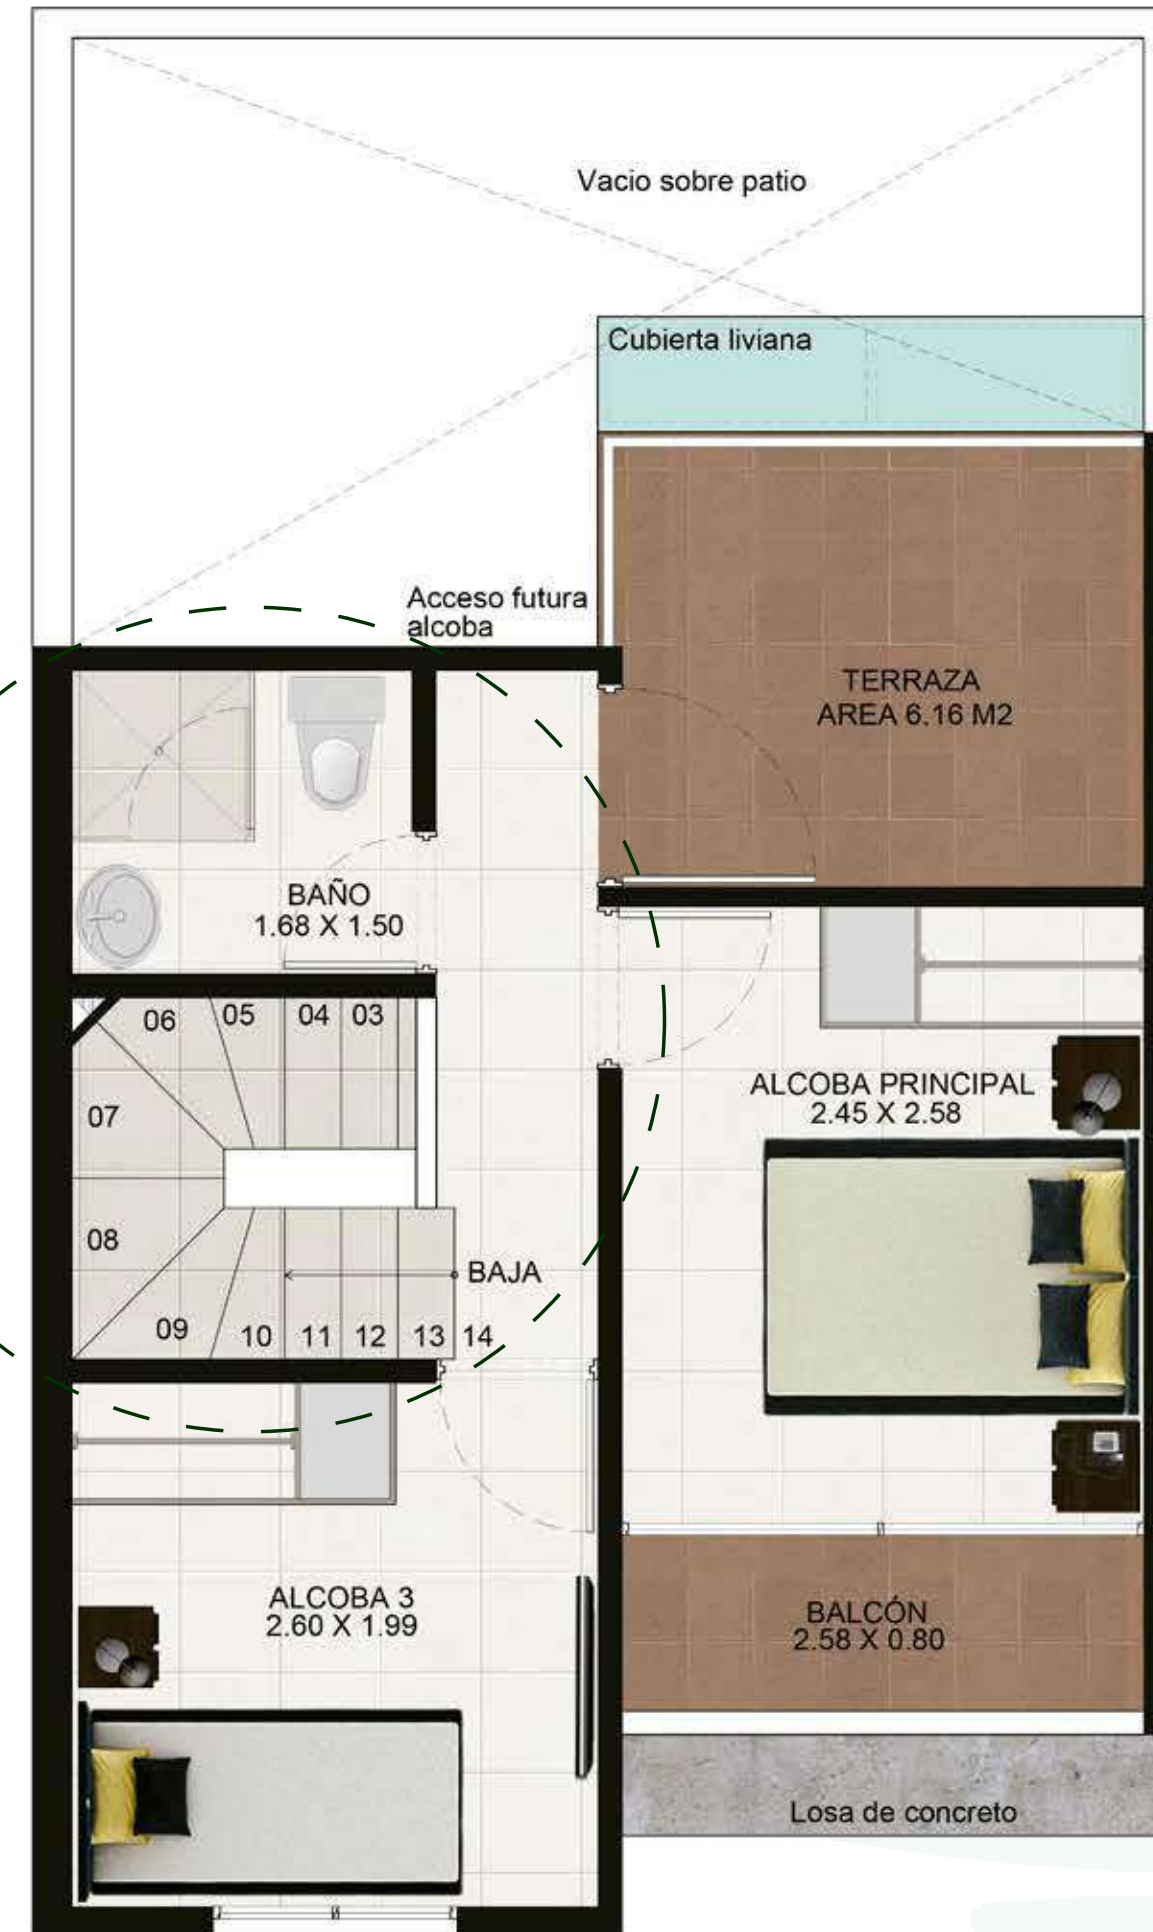 Vacio sobre patio
Cubierta liviana
Acceso futura
alcoba
TERRAZA
AREA 6.16 M2
BAÑO
1.68 X 1.50
06
05
04
03
07
08
09
10
11
12
13
14
BAJA
ALCOBA PRINCIPAL
2.45 X 2.58
ALCOBA 3
2.60 X 1.99
BALCÓN
2.58 X 0.80
Losa de concreto